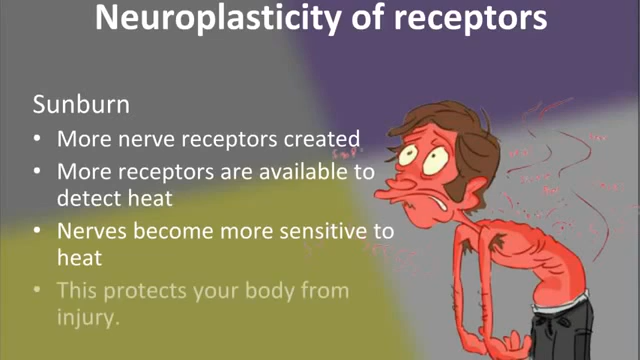 Neuroplasticity of receptors
Sunburn
• More nerve receptors created
• More receptors are available to
detect heat
• Nerves become more sensitive to
heat
• This protects your body from
injury.